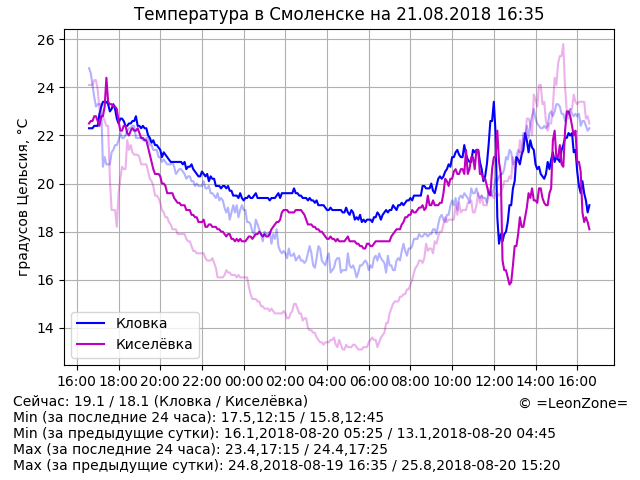 Температура в Смоленске на 21.08.2018 16:35
градусов Цельсия, °C
26
24
22
20
18
16
14
Кловка
Киселёвка
16:00 18:00 20:00 22:00 00:00 02:00 04:00 06:00 08:00 10:00 12:00 14:00 16:00
Сейчас: 19.1 / 18.1 (Кловка / Киселёвка)
© =LeonZone=
Min (за последние 24 часа): 17.5,12:15 / 15.8,12:45
Min (за предыдущие сутки): 16.1,2018-08-20 05:25 / 13.1,2018-08-20 04:45
Max (за последние 24 часа): 23.4,17:15 / 24.4,17:25
Max (за предыдущие сутки): 24.8,2018-08-19 16:35 / 25.8,2018-08-20 15:20